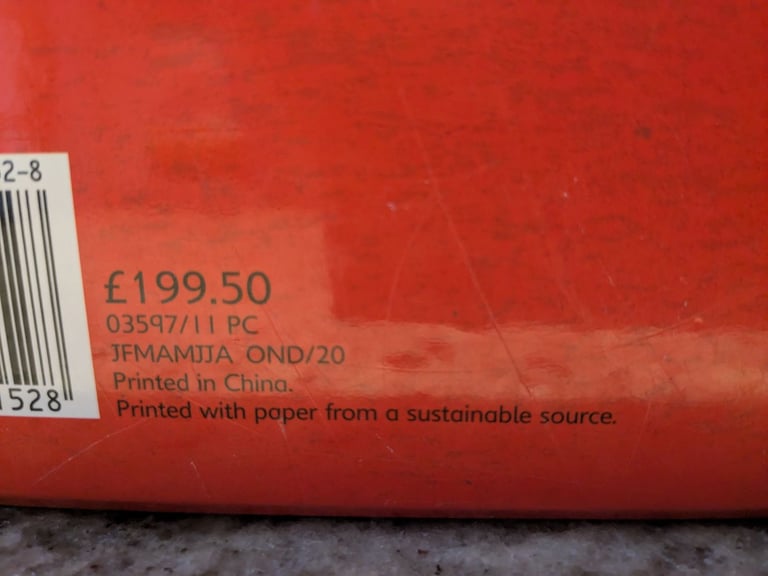 2-8
1528
£199.50
03597/11 PC
JFMAMJJA OND/20
Printed in China.
Printed with paper from a sustainable source.